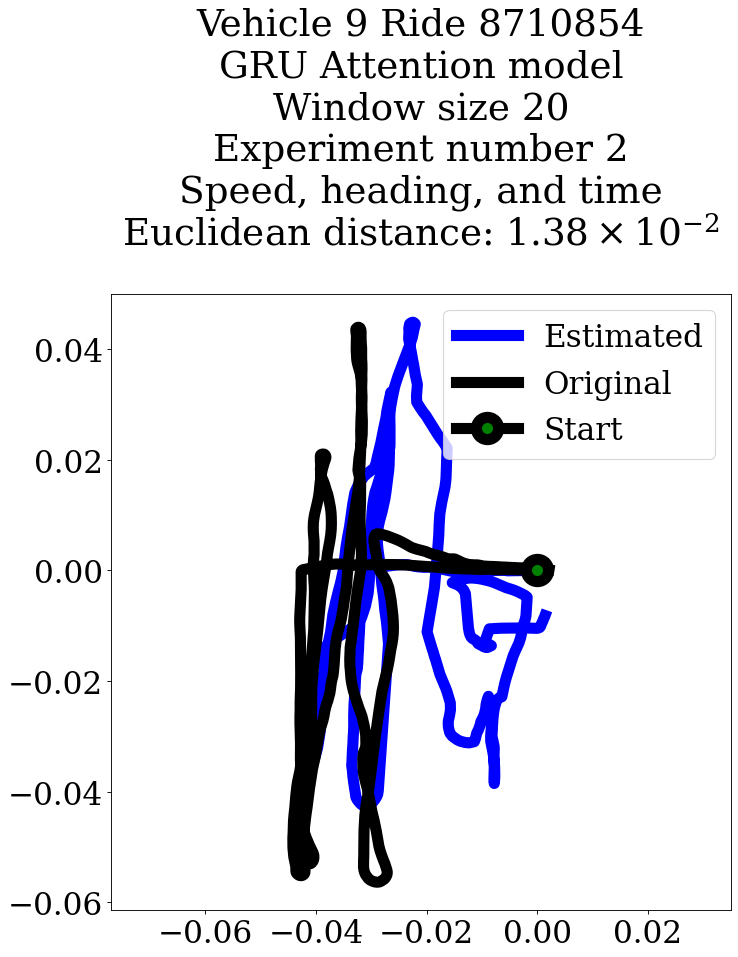 Vehicle 9 Ride 8710854
GRU Attention model
Window size 20
Experiment number 2
Speed, heading, and time
Euclidean distance: 1.38 × 10⁻²
Estimated
Original
Start
0.04
0.02
0.00
−0.02
−0.04
−0.06
−0.06 −0.04 −0.02 0.00 0.02